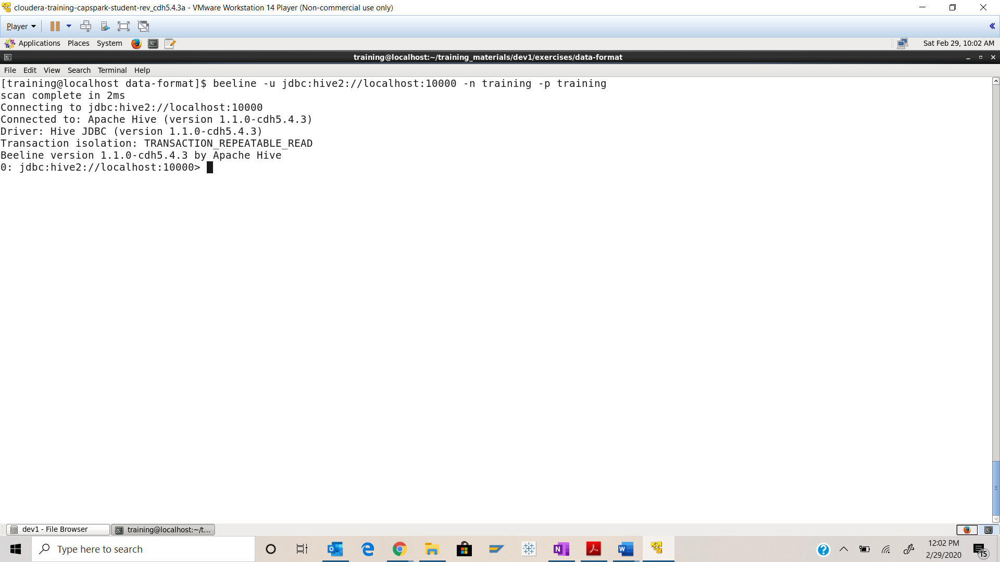 cloudera-training-capspark-student-rev_cdh5.4.3a - VMware Workstation 14 Player (Non-commercial use only)
Player
Applications Places System Sat Feb 29, 10:02 AM
training@localhost:~/training_materials/dev1/exercises/data-format
File Edit View Search Terminal Help
[training@localhost data-format]$ beeline -u jdbc:hive2://localhost:10000 -n training -p training
scan complete in 2ms
Connecting to jdbc:hive2://localhost:10000
Connected to: Apache Hive (version 1.1.0-cdh5.4.3)
Driver: Hive JDBC (version 1.1.0-cdh5.4.3)
Transaction isolation: TRANSACTION_REPEATABLE_READ
Beeline version 1.1.0-cdh5.4.3 by Apache Hive
0: jdbc:hive2://localhost:10000>
dev1 - File Browser training@localhost:~/t...
Type here to search
12:02 PM
2/29/2020
15